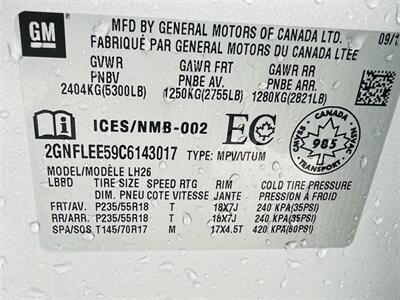 GM
MFD BY GENERAL MOTORS OF CANADA LTD.
FABRIQUÉ PAR GENERAL MOTORS DU CANADA LTÉE
09/1
GVWR GAWR FRT GAWR RR
PNBV PNBE AV. PNBE ARR
2404KG(5300LB) 1250KG(2755LB) 1280KG(2821LB)
ICES/NMB-002 EC
CANADA
985
TRANSPORT
2GNFLEE59C6143017 TYPE: MPV/VTUM
MODEL/MODÈLE LH26
LBBD TIRE SIZE SPEED RTG RIM COLD TIRE PRESSURE
DIM. PNEU COTE VITESSE JANTE PRESSION À FROID
FRT/AV. P235/55R18 T 18X7J 240 KPA(35PSI)
RR/ARR. P235/55R18 T 18X7J 240 KPA(35PSI)
SPA/SOS T145/70R17 M 17X4.5T 420 KPA(60PSI)